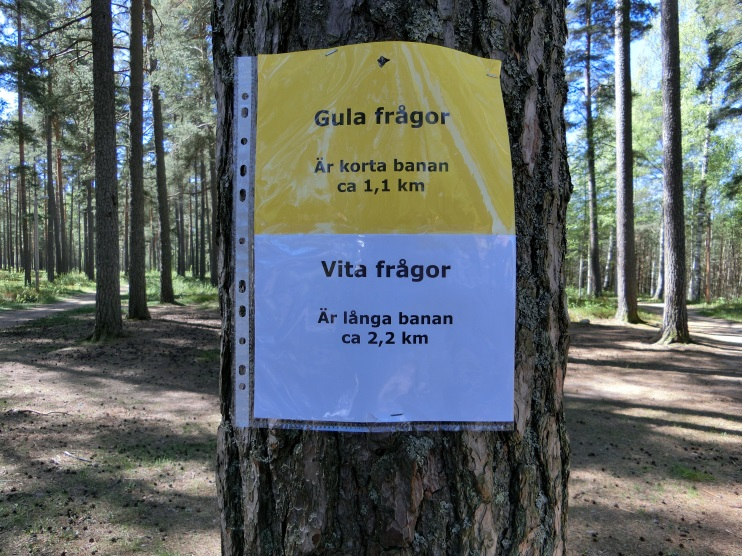 Gula frågor
Är korta banan
ca 1,1 km
Vita frågor
Är långa banan
ca 2,2 km